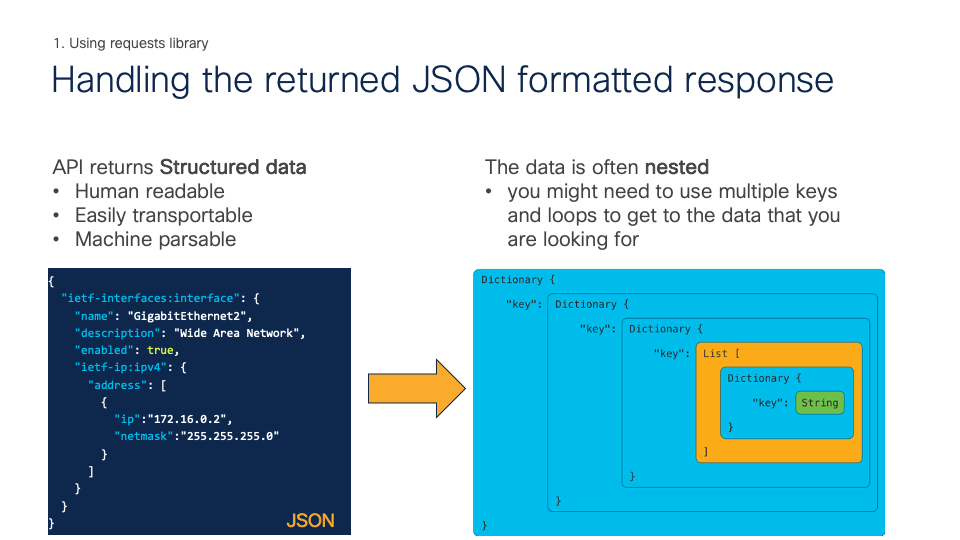 1. Using requests library
Handling the returned JSON formatted response
API returns Structured data
• Human readable
• Easily transportable
• Machine parsable
The data is often nested
• you might need to use multiple keys
and loops to get to the data that you
are looking for
{
"ietf-interfaces:interface": {
"name": "GigabitEthernet2",
"description": "Wide Area Network",
"enabled": true,
"ietf-ip:ipv4": {
"address": [
{
"ip":"172.16.0.2",
"netmask":"255.255.255.0"
}
]
}
}
}
JSON
Dictionary {
"key": Dictionary {
"key": Dictionary {
"key": List [
Dictionary {
"key": String
}
]
}
}
}